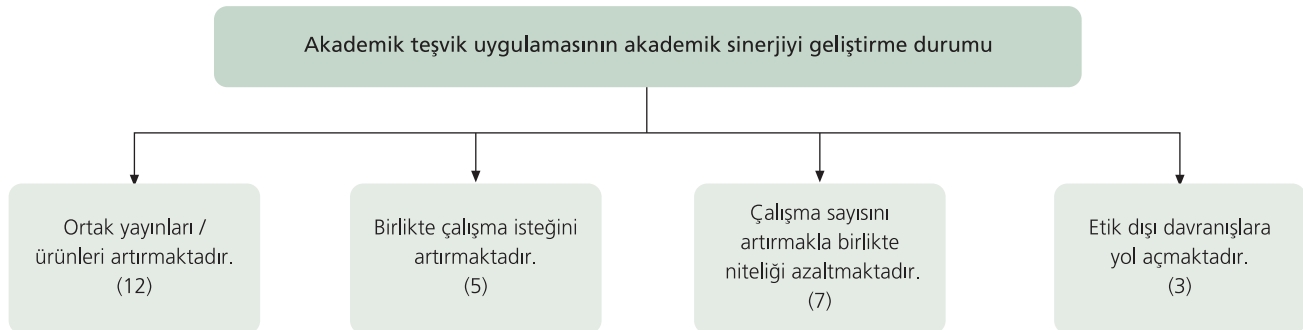 Akademik teşvik uygulamasının akademik sinerjiyi geliştirme durumu
Ortak yayınları /
ürünleri artırmaktadır.
(12)
Birlikte çalışma isteğini
artırmaktadır.
(5)
Çalışma sayısını
artırmakla birlikte
niteliği azaltmaktadır.
(7)
Etik dışı davranışlara
yol açmaktadır.
(3)